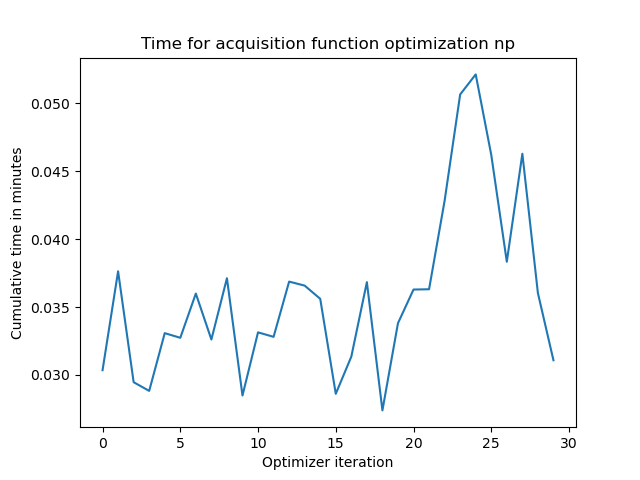 Time for acquisition function optimization np
Cumulative time in minutes
0.050
0.045
0.040
0.035
0.030
0 5 10 15 20 25 30
Optimizer iteration